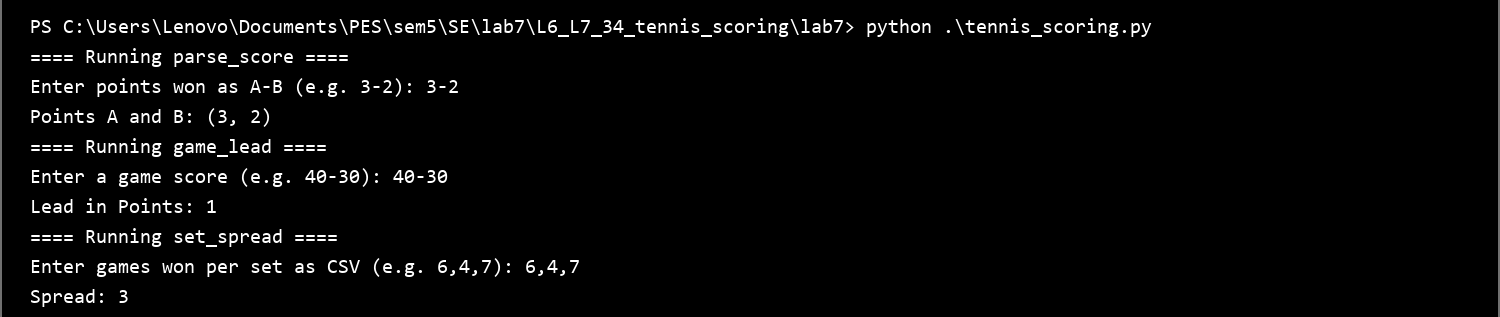 PS C:\Users\Lenovo\Documents\PES\sem5\SE\lab7\L6_L7_34_tennis_scoring\lab7> python .\tennis_scoring.py
==== Running parse_score ====
Enter points won as A-B (e.g. 3-2): 3-2
Points A and B: (3, 2)
==== Running game_lead ====
Enter a game score (e.g. 40-30): 40-30
Lead in Points: 1
==== Running set_spread ====
Enter games won per set as CSV (e.g. 6,4,7): 6,4,7
Spread: 3